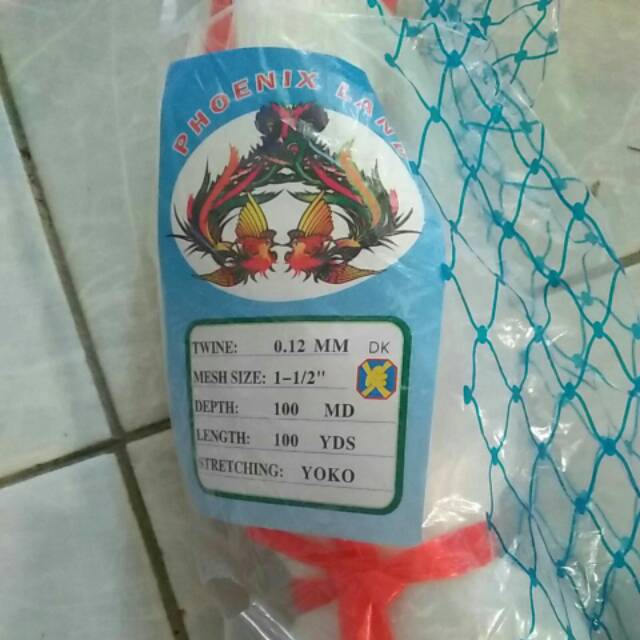 PHOENIX
TWINE: 0.12 MM DK
MESH SIZE: 1-1/2"
DEPTH: 100 MD
LENGTH: 100 YDS
STRETCHING: YOKO